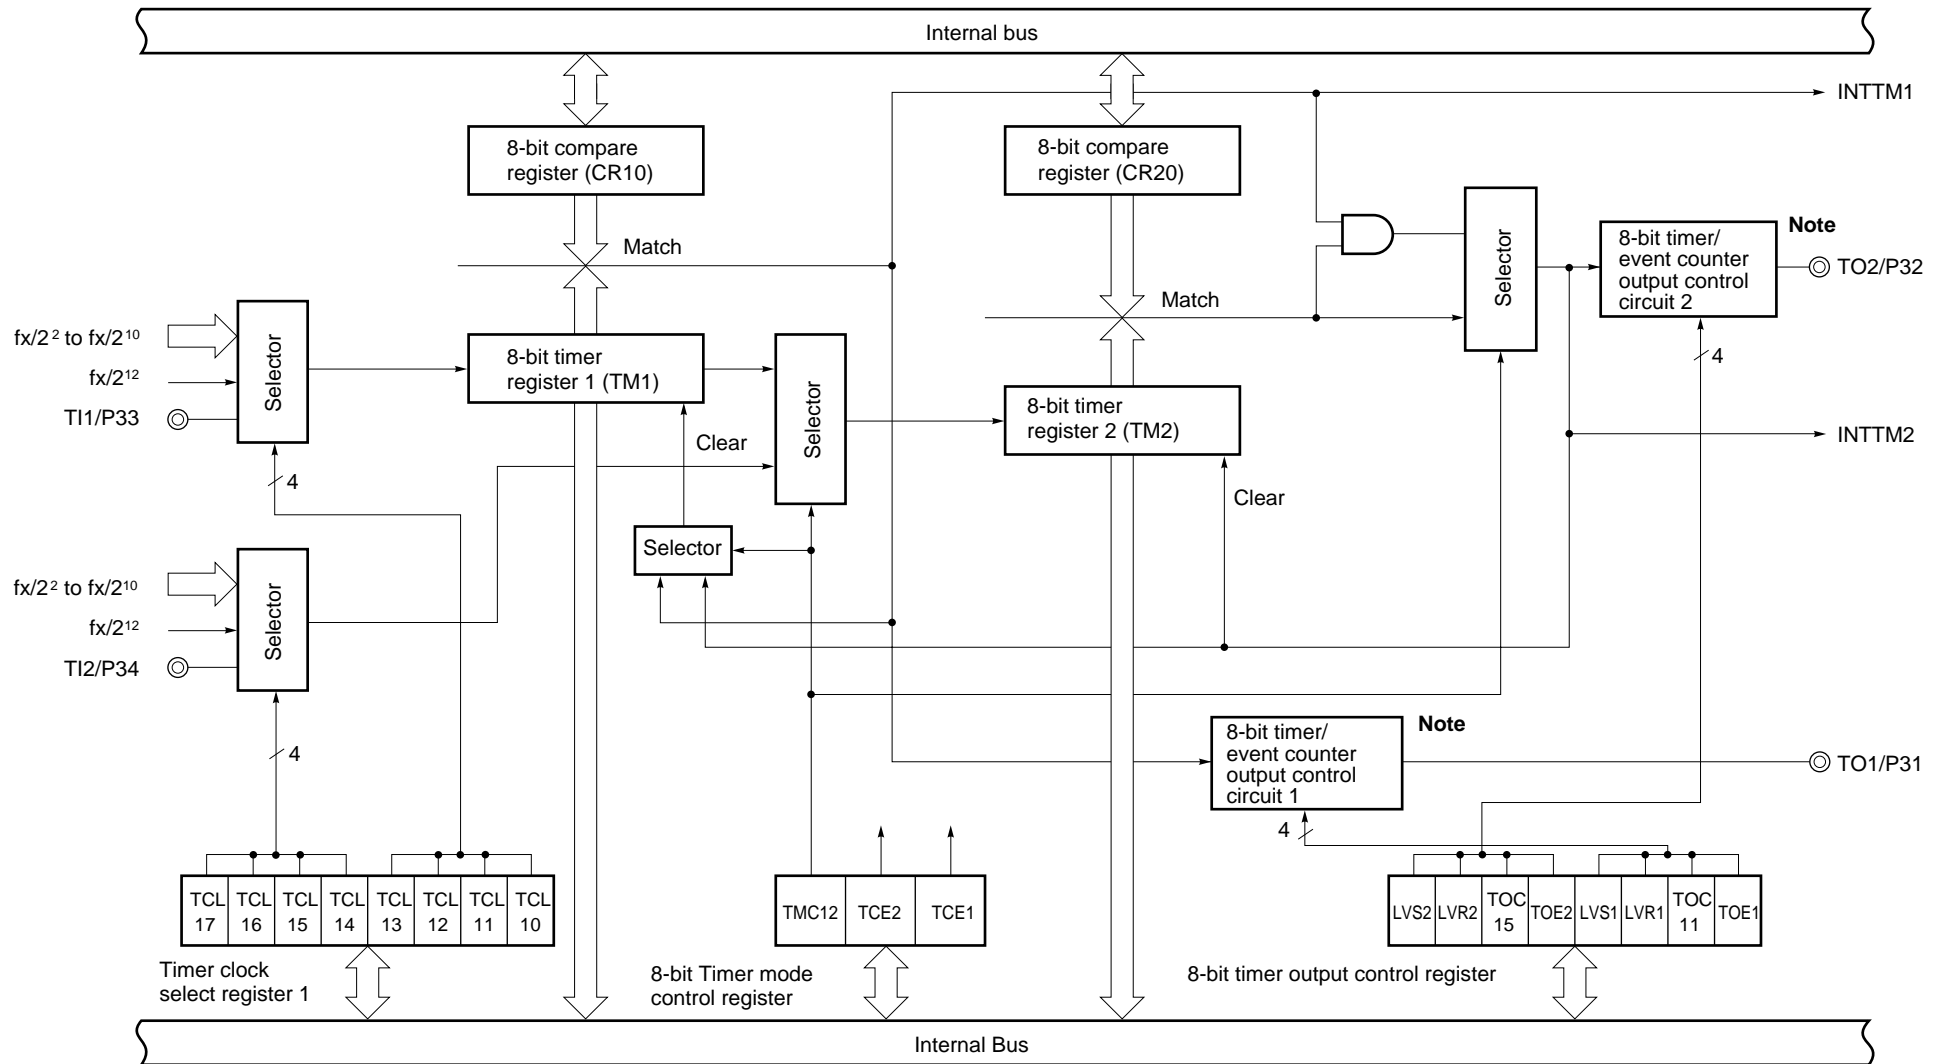 Internal bus
INTTM1
8-bit compare
register (CR10)
8-bit compare
register (CR20)
Match
Selector
8-bit timer/
event counter
output control
circuit 2
Note
TO2/P32
Match
fx/2² to fx/2¹⁰
fx/2¹²
TI1/P33
Selector
8-bit timer
register 1 (TM1)
Selector
8-bit timer
register 2 (TM2)
4
INTTM2
Clear
Clear
4
Selector
fx/2² to fx/2¹⁰
fx/2¹²
TI2/P34
Selector
4
8-bit timer/
event counter
output control
circuit 1
Note
TO1/P31
4
TCL
17
TCL
16
TCL
15
TCL
14
TCL
13
TCL
12
TCL
11
TCL
10
TMC12
TCE2
TCE1
LVS2
LVR2
TOC
15
TOE2
LVS1
LVR1
TOC
11
TOE1
Timer clock
select register 1
8-bit Timer mode
control register
8-bit timer output control register
Internal Bus